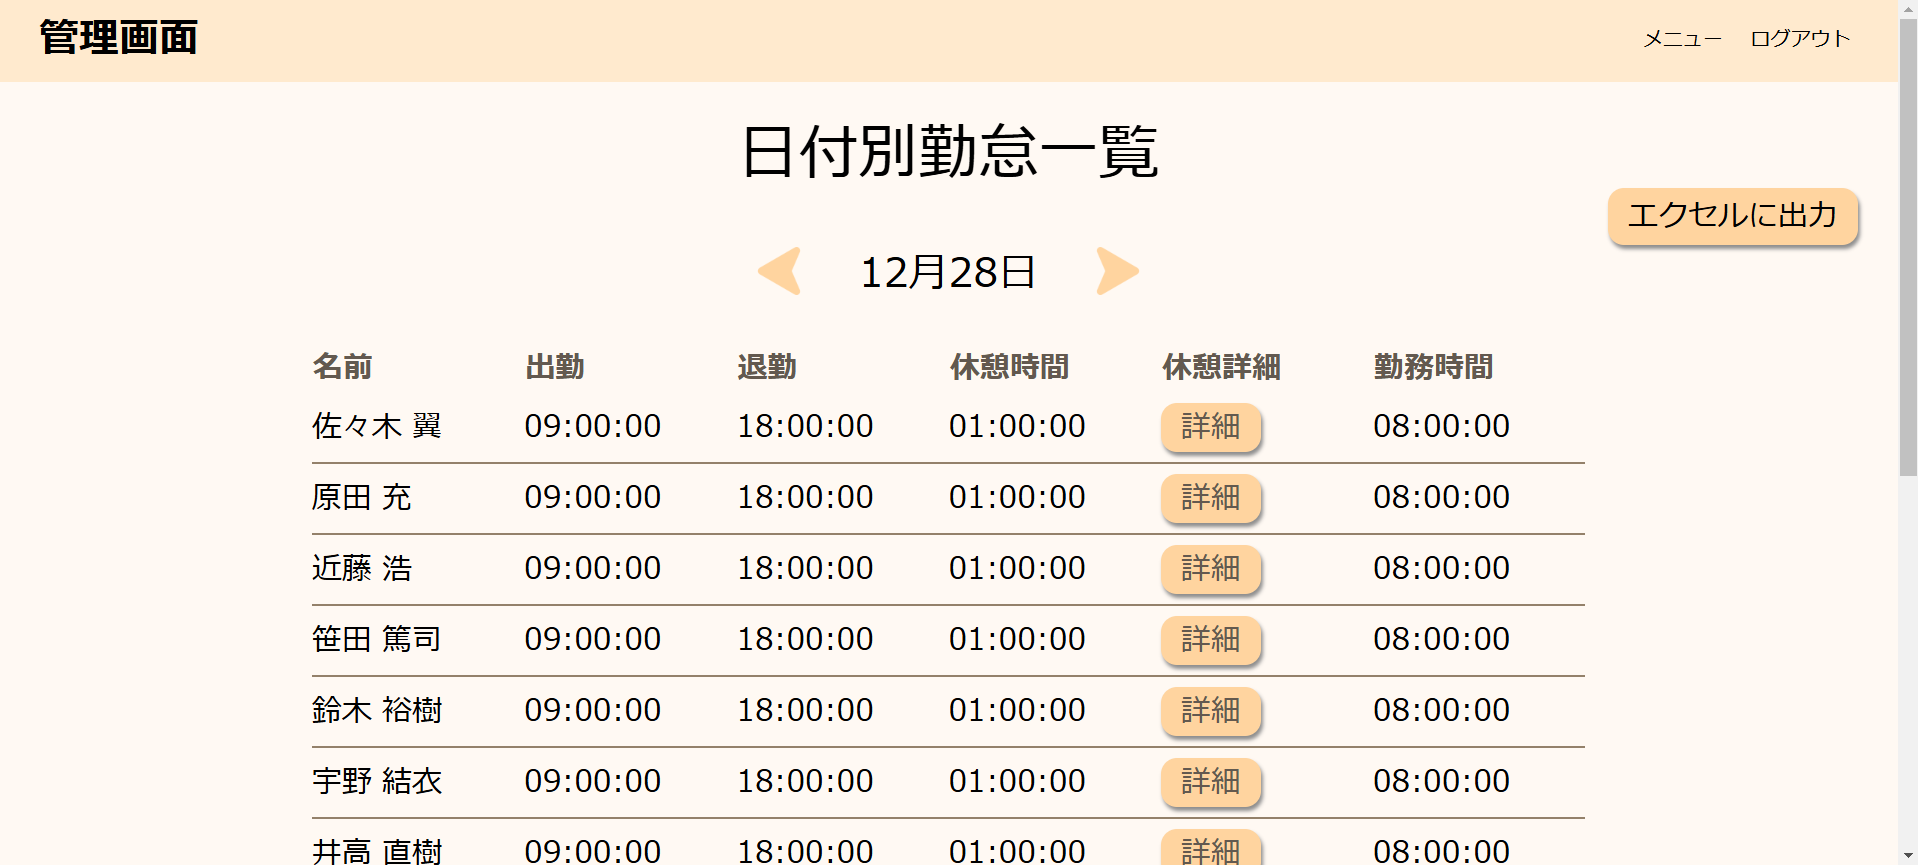 管理画面 メニュー ログアウト
日付別勤怠一覧
エクセルに出力
12月28日
名前 出勤 退勤 休憩時間 休憩詳細 勤務時間
佐々木 翼 09:00:00 18:00:00 01:00:00 詳細 08:00:00
原田 充 09:00:00 18:00:00 01:00:00 詳細 08:00:00
近藤 浩 09:00:00 18:00:00 01:00:00 詳細 08:00:00
笹田 篤司 09:00:00 18:00:00 01:00:00 詳細 08:00:00
鈴木 裕樹 09:00:00 18:00:00 01:00:00 詳細 08:00:00
宇野 結衣 09:00:00 18:00:00 01:00:00 詳細 08:00:00
井高 直樹 09:00:00 18:00:00 01:00:00 詳細 08:00:00